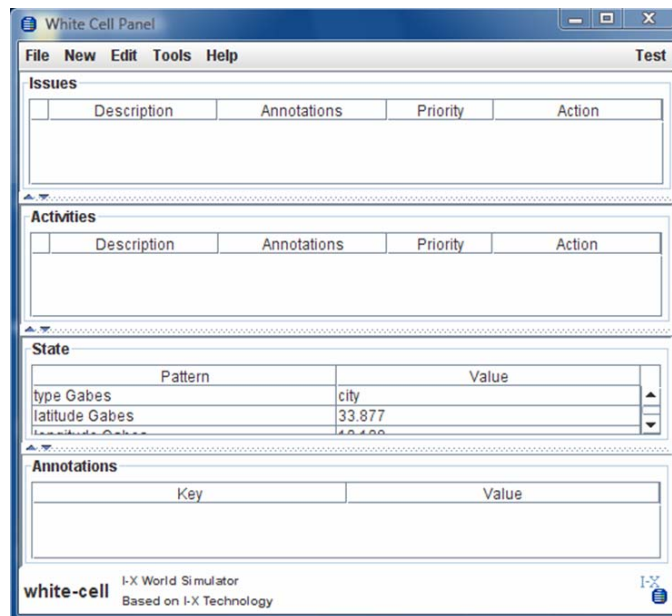 White Cell Panel
File New Edit Tools Help Test
Issues
Description Annotations Priority Action
Activities
Description Annotations Priority Action
State
Pattern Value
type Gabes city
latitude Gabes 33.877
longitude Gabes
Annotations
Key Value
white-cell I-X World Simulator
Based on I-X Technology
I-X